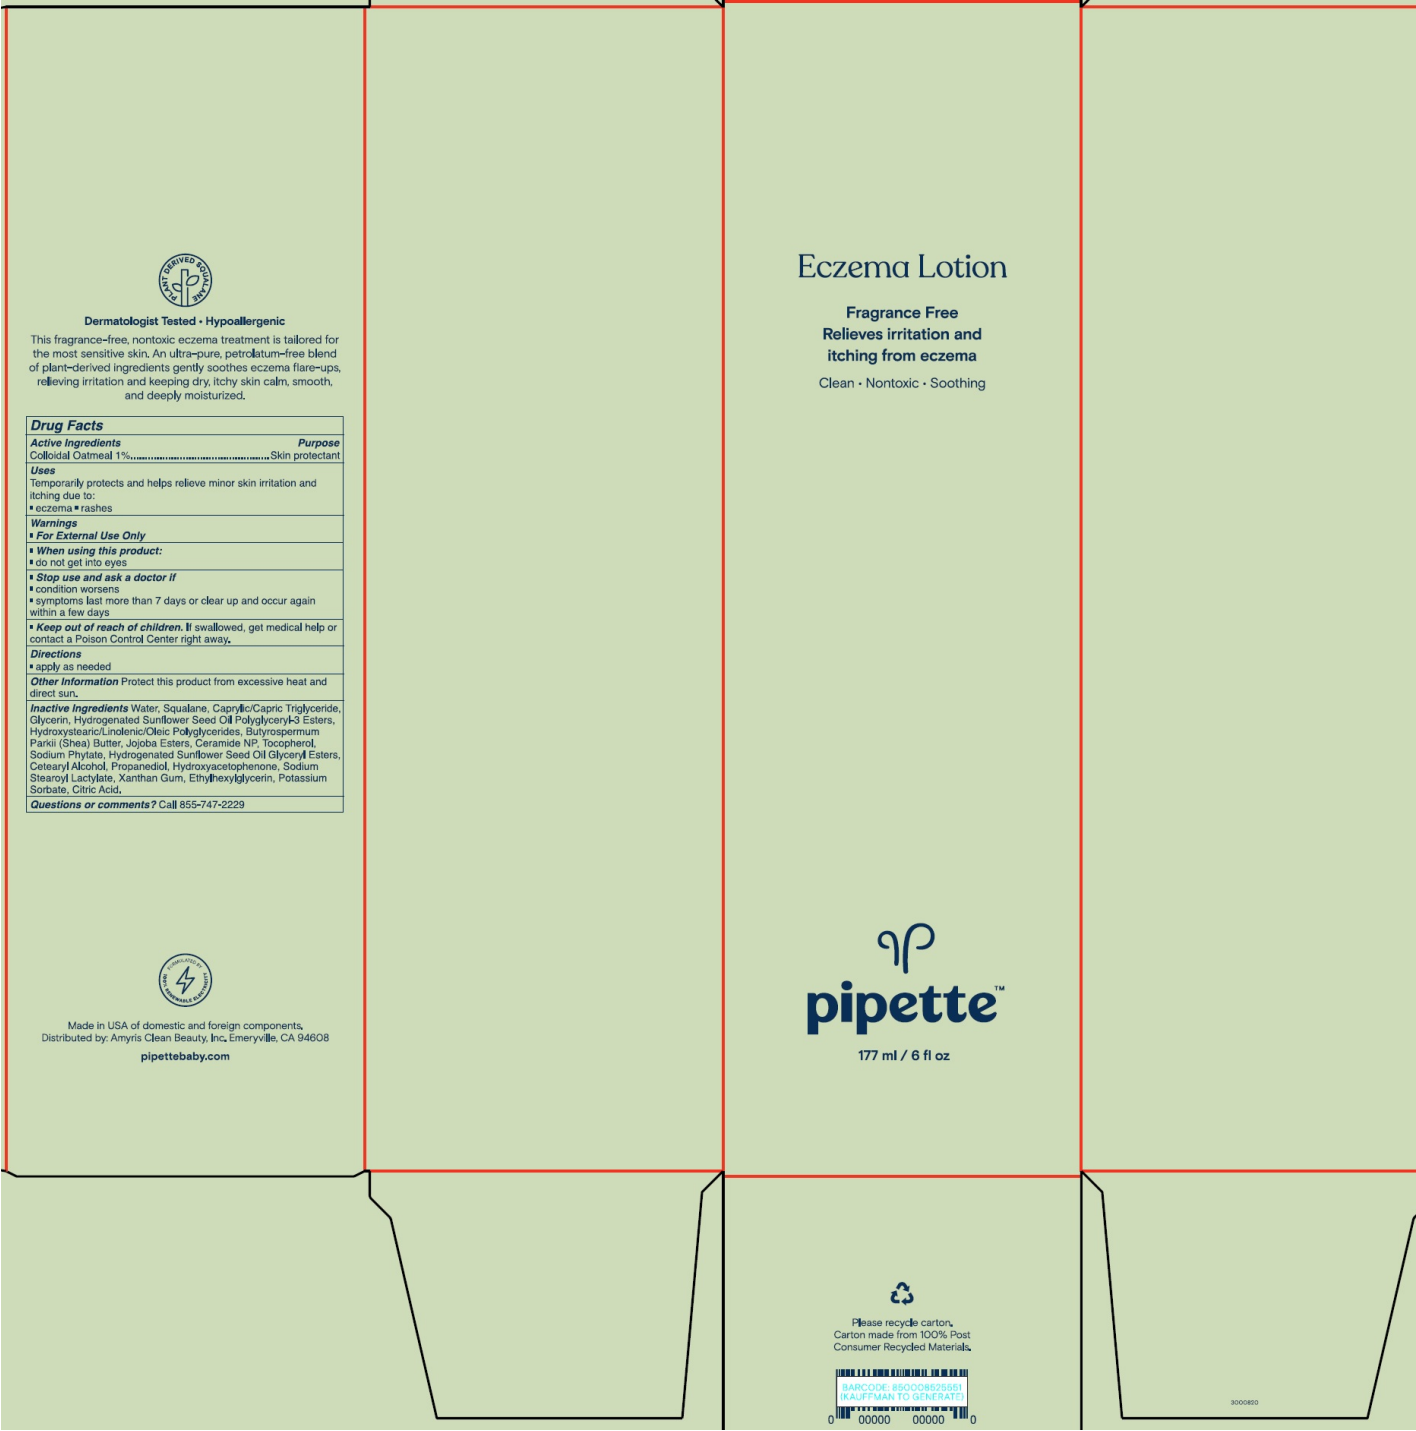 PLANT DERIVED SQUALANE
Dermatologist Tested • Hypoallergenic
This fragrance-free, nontoxic eczema treatment is tailored for
the most sensitive skin. An ultra-pure, petrolatum-free blend
of plant-derived ingredients gently soothes eczema flare-ups,
relieving irritation and keeping dry, itchy skin calm, smooth,
and deeply moisturized.
Drug Facts
Active Ingredients Purpose
Colloidal Oatmeal 1%................................................Skin protectant
Uses
Temporarily protects and helps relieve minor skin irritation and
itching due to:
▪ eczema ▪ rashes
Warnings
▪ For External Use Only
▪ When using this product:
▪ do not get into eyes
▪ Stop use and ask a doctor if
▪ condition worsens
▪ symptoms last more than 7 days or clear up and occur again
within a few days
▪ Keep out of reach of children. If swallowed, get medical help or
contact a Poison Control Center right away.
Directions
▪ apply as needed
Other Information Protect this product from excessive heat and
direct sun.
Inactive Ingredients Water, Squalane, Caprylic/Capric Triglyceride,
Glycerin, Hydrogenated Sunflower Seed Oil Polyglyceryl-3 Esters,
Hydroxystearic/Linolenic/Oleic Polyglycerides, Butyrospermum
Parkii (Shea) Butter, Jojoba Esters, Ceramide NP, Tocopherol,
Sodium Phytate, Hydrogenated Sunflower Seed Oil Glyceryl Esters,
Cetearyl Alcohol, Propanediol, Hydroxyacetophenone, Sodium
Stearoyl Lactylate, Xanthan Gum, Ethylhexylglycerin, Potassium
Sorbate, Citric Acid.
Questions or comments? Call 855-747-2229
FORMULATED BY
100% RENEWABLE ELECTRICITY
Made in USA of domestic and foreign components.
Distributed by: Amyris Clean Beauty, Inc. Emeryville, CA 94608
pipettebaby.com
Eczema Lotion
Fragrance Free
Relieves irritation and
itching from eczema
Clean • Nontoxic • Soothing
pipette™
177 ml / 6 fl oz
Please recycle carton.
Carton made from 100% Post
Consumer Recycled Materials.
BARCODE: 850008525551
(KAUFFMAN TO GENERATE)
0 00000 00000 0
3000820